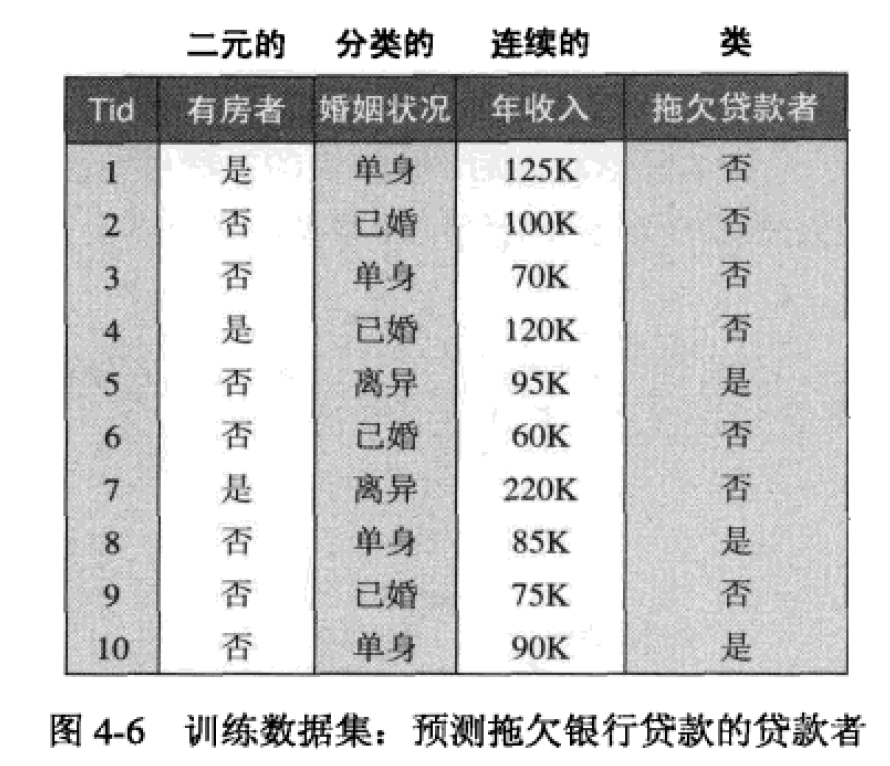 二元的 分类的 连续的 类
Tid 有房者 婚姻状况 年收入 拖欠贷款者
1 是 单身 125K 否
2 否 已婚 100K 否
3 否 单身 70K 否
4 是 已婚 120K 否
5 否 离异 95K 是
6 否 已婚 60K 否
7 是 离异 220K 否
8 否 单身 85K 是
9 否 已婚 75K 否
10 否 单身 90K 是
图 4-6 训练数据集：预测拖欠银行贷款的贷款者